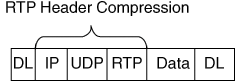 RTP Header Compression
DL IP UDP RTP Data DL